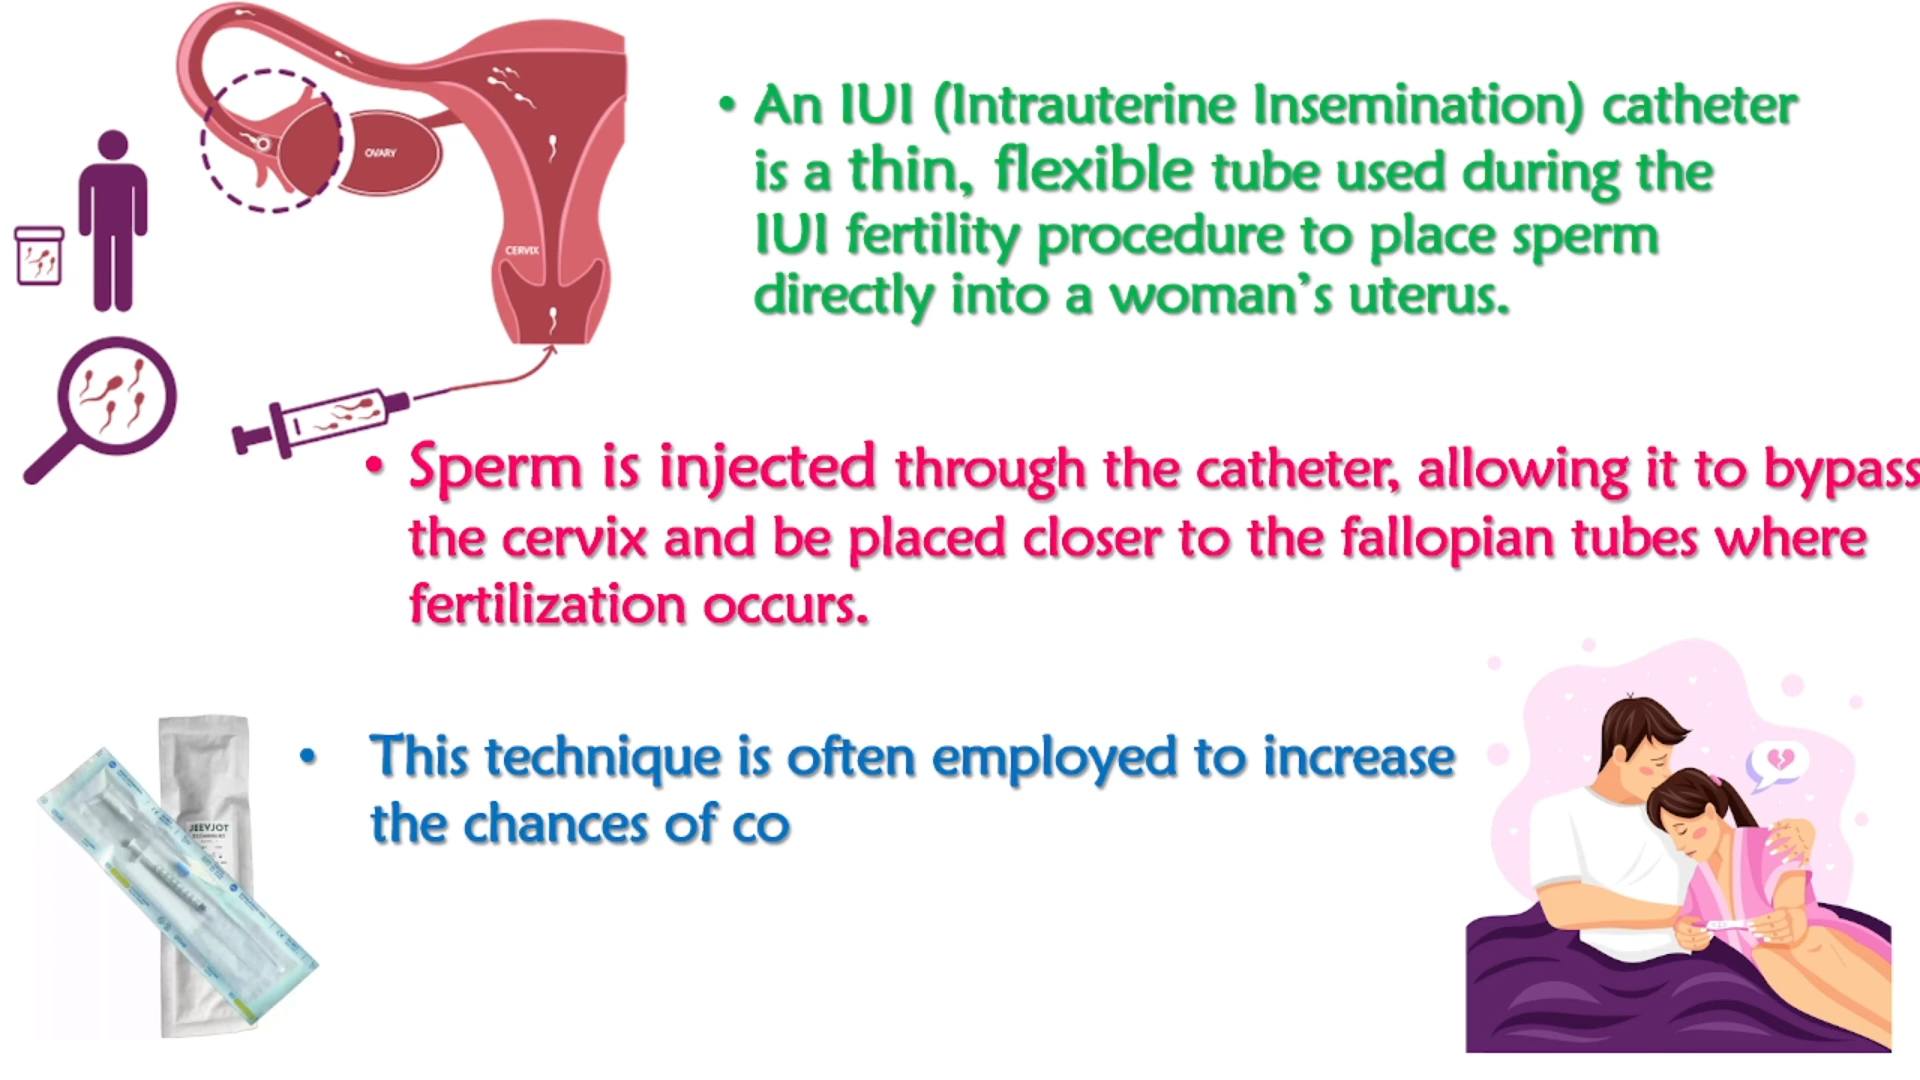 OVARY
CERVIX
• An IUI (Intrauterine Insemination) catheter
is a thin, flexible tube used during the
IUI fertility procedure to place sperm
directly into a woman’s uterus.
• Sperm is injected through the catheter, allowing it to bypass
the cervix and be placed closer to the fallopian tubes where
fertilization occurs.
• This technique is often employed to increase
the chances of co
JEEVJOT